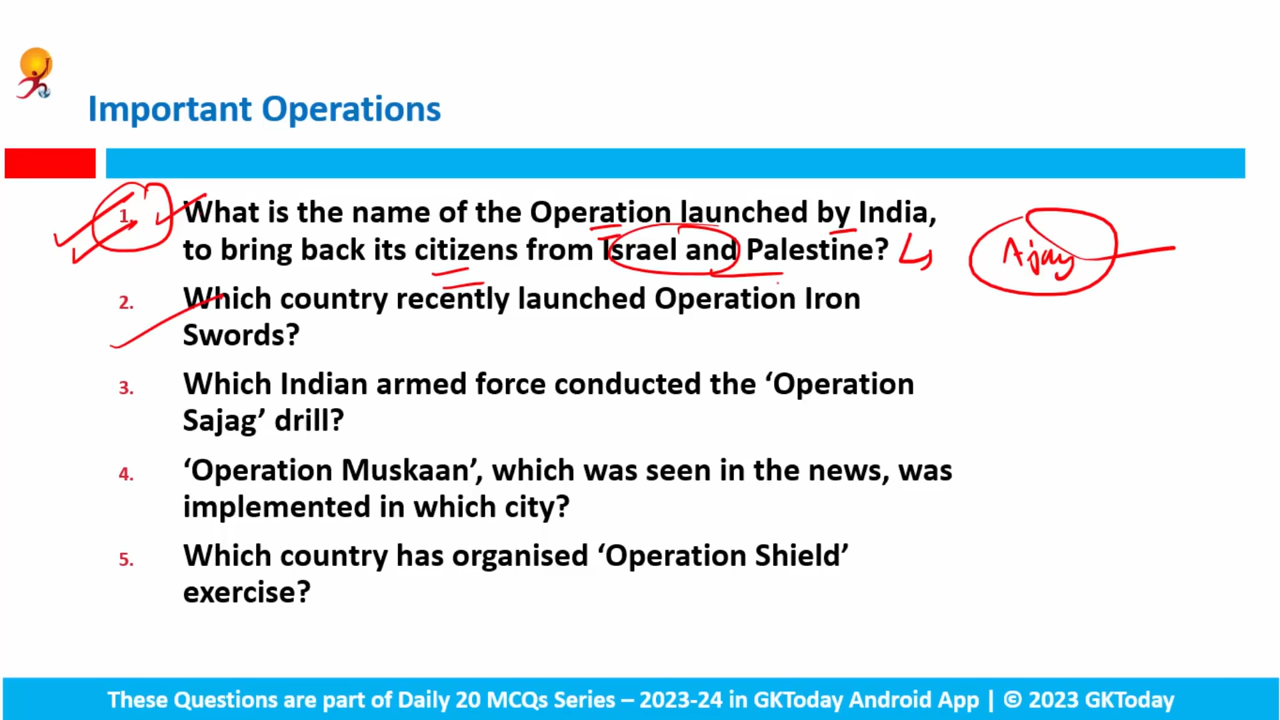 Important Operations
1. What is the name of the Operation launched by India,
to bring back its citizens from Israel and Palestine?
Ajay
2. Which country recently launched Operation Iron
Swords?
3. Which Indian armed force conducted the ‘Operation
Sajag’ drill?
4. ‘Operation Muskaan’, which was seen in the news, was
implemented in which city?
5. Which country has organised ‘Operation Shield’
exercise?
These Questions are part of Daily 20 MCQs Series – 2023-24 in GKToday Android App | © 2023 GKToday